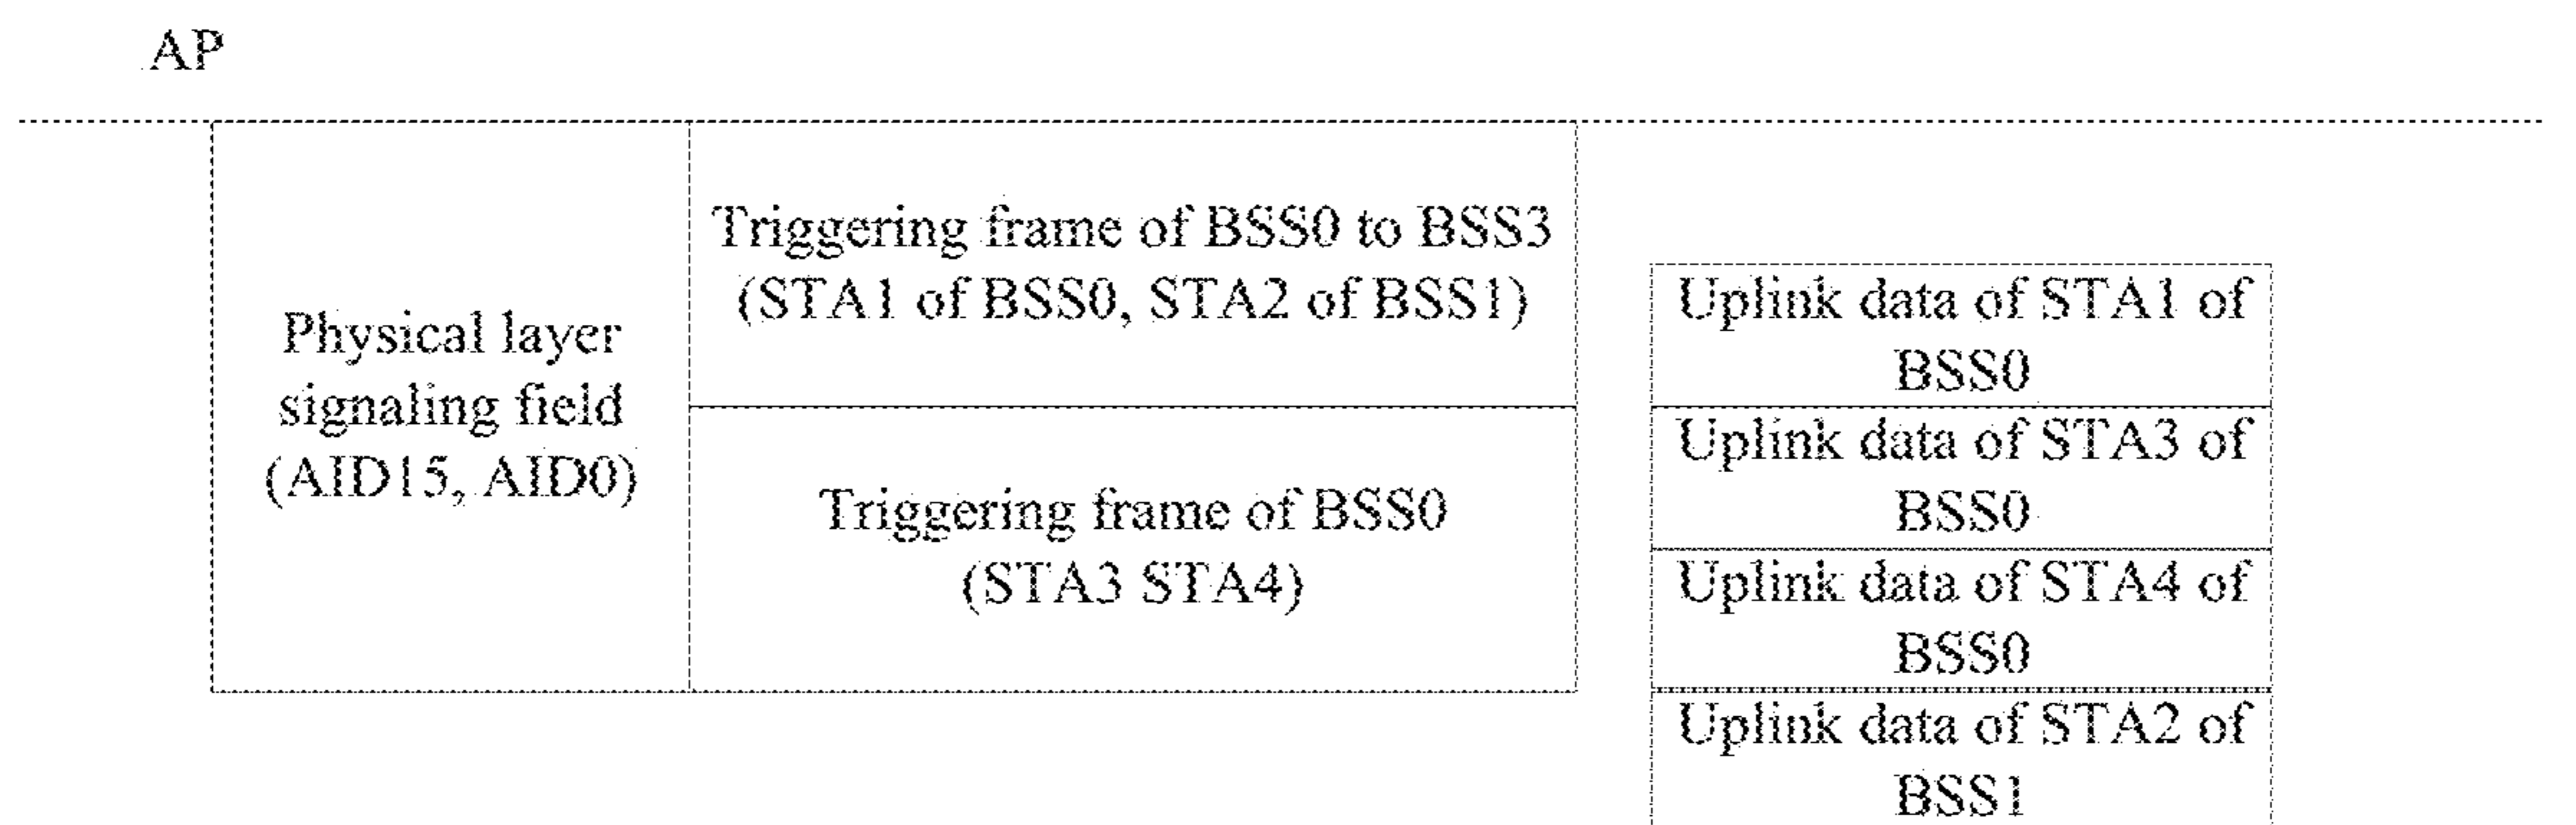 AP
Physical layer
signaling field
(AID15, AID0)
Triggering frame of BSS0 to BSS3
(STA1 of BSS0, STA2 of BSS1)
Triggering frame of BSS0
(STA3 STA4)
Uplink data of STA1 of
BSS0
Uplink data of STA3 of
BSS0
Uplink data of STA4 of
BSS0
Uplink data of STA2 of
BSS1